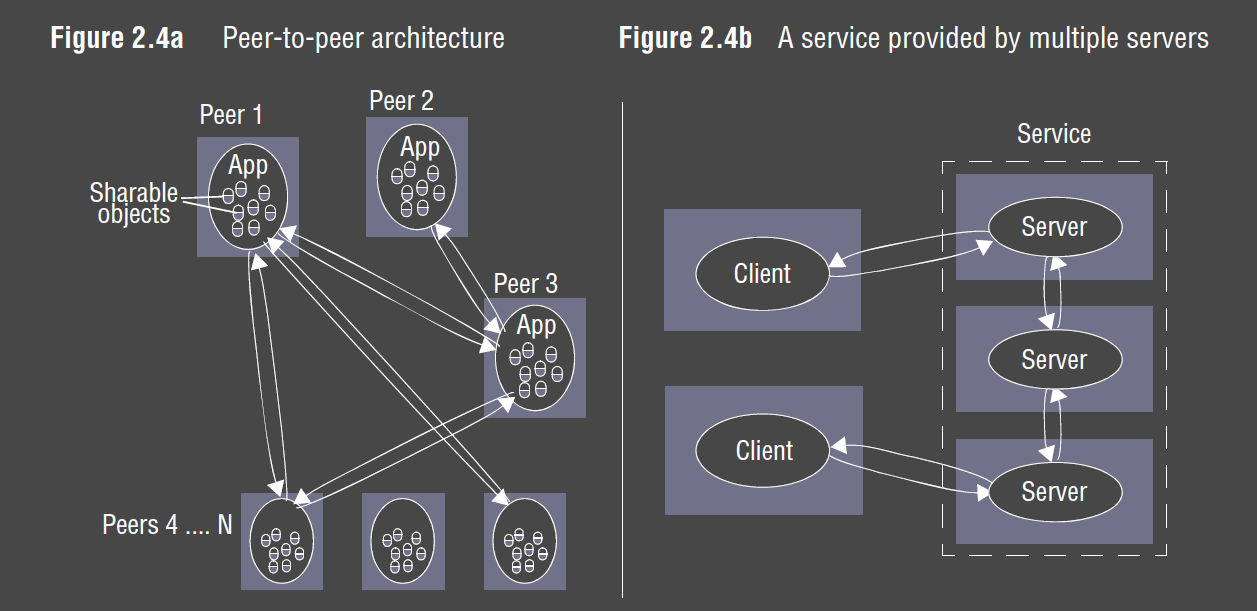 Figure 2.4a Peer-to-peer architecture
Peer 1
Peer 2
App
App
Sharable
objects
Peer 3
App
Peers 4 .... N
Figure 2.4b A service provided by multiple servers
Service
Server
Client
Server
Client
Server